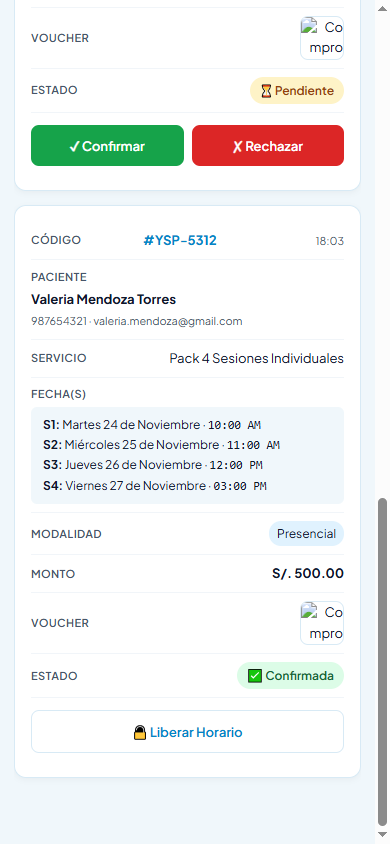 VOUCHER
Co
mpro
ESTADO
⏳ Pendiente
✓ Confirmar
✗ Rechazar
CÓDIGO
#YSP-5312
18:03
PACIENTE
Valeria Mendoza Torres
987654321 · valeria.mendoza@gmail.com
SERVICIO
Pack 4 Sesiones Individuales
FECHA(S)
S1: Martes 24 de Noviembre · 10:00 AM
S2: Miércoles 25 de Noviembre · 11:00 AM
S3: Jueves 26 de Noviembre · 12:00 PM
S4: Viernes 27 de Noviembre · 03:00 PM
MODALIDAD
Presencial
MONTO
S/. 500.00
VOUCHER
Co
mpro
ESTADO
✅ Confirmada
🔒 Liberar Horario